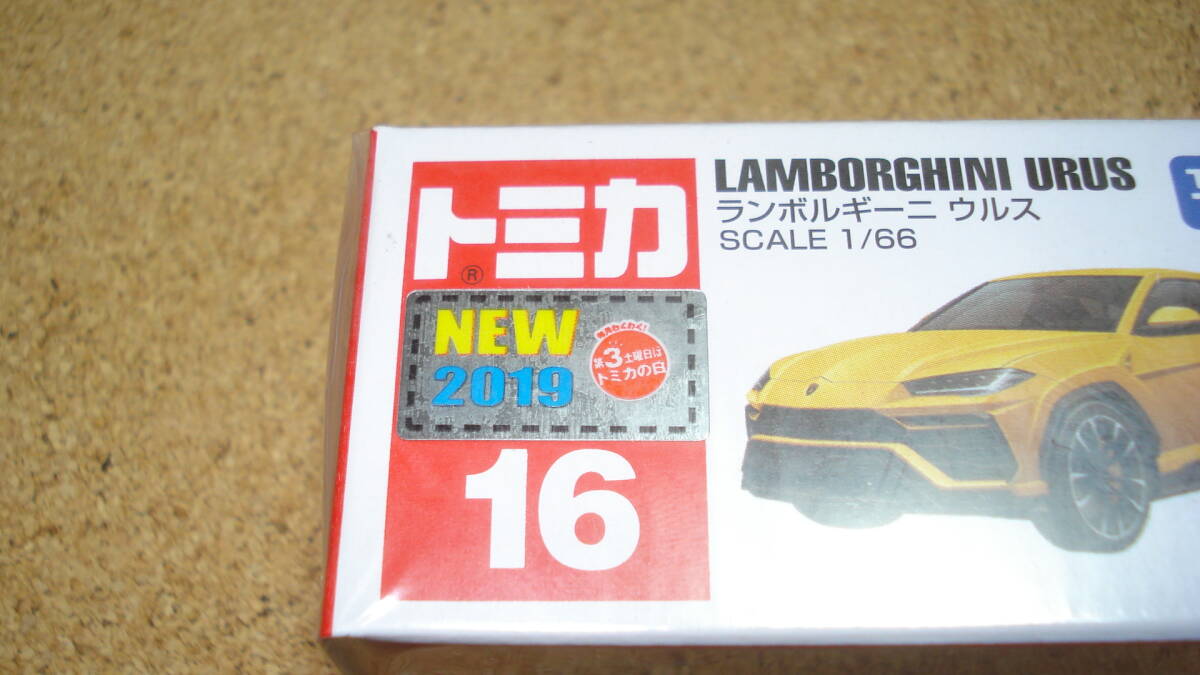 トミカ
®
NEW
2019
毎月わくわく!
第3土曜日は
トミカの日
16
LAMBORGHINI URUS
ランボルギーニ ウルス
SCALE 1/66